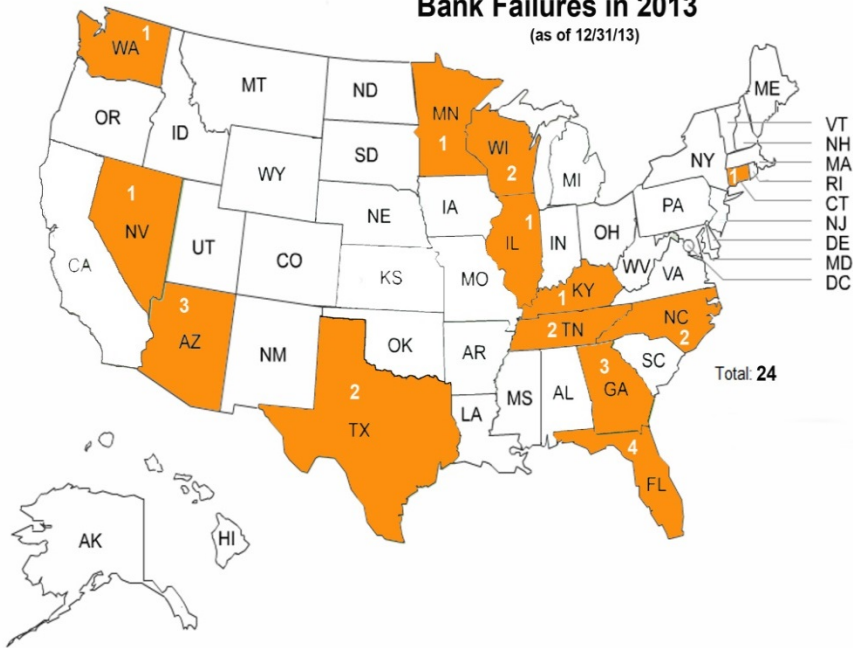 Bank Failures in 2013
(as of 12/31/13)
WA 1
MT
ND
MN
1
ME
OR
ID
SD
WI
2
MI
NY
VT
NH
MA
RI
1
CT
NJ
DE
MD
DC
WY
1
NV
UT
CO
NE
IA
1
IL
IN
OH
PA
WV
VA
CA
KS
MO
1 KY
3
AZ
NM
OK
AR
2 TN
NC
2
SC
2
TX
LA
MS
AL
3
GA
4
FL
Total: 24
AK
HI